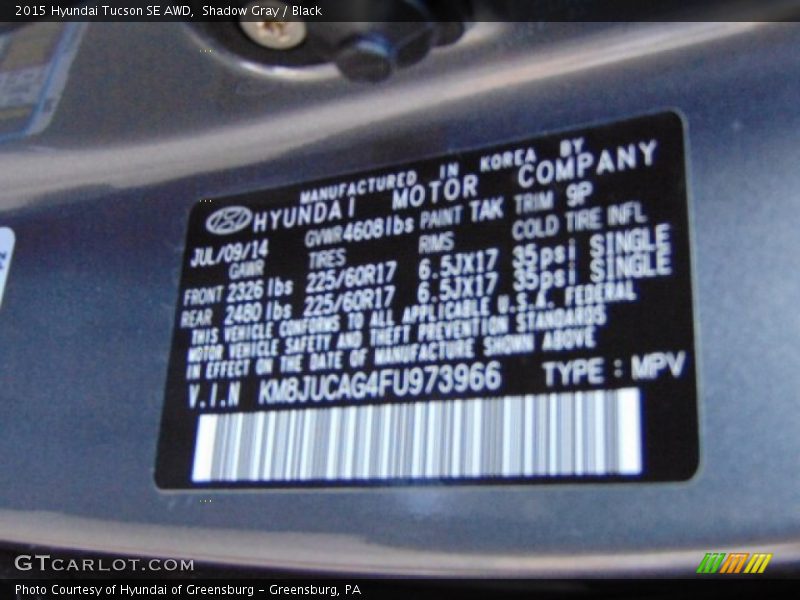 2015 Hyundai Tucson SE AWD, Shadow Gray / Black
MANUFACTURED IN KOREA BY
HYUNDAI MOTOR COMPANY
JUL/09/14 GVWR 4608 lbs PAINT TAK TRIM 9P
GAWR TIRES RIMS COLD TIRE INFL
FRONT 2326 lbs 225/60R17 6.5JX17 35psi SINGLE
REAR 2480 lbs 225/60R17 6.5JX17 35psi SINGLE
THIS VEHICLE CONFORMS TO ALL APPLICABLE U.S.A. FEDERAL
MOTOR VEHICLE SAFETY AND THEFT PREVENTION STANDARDS
IN EFFECT ON THE DATE OF MANUFACTURE SHOWN ABOVE
V.I.N KM8JUCAG4FU973966 TYPE : MPV
GTCARLOT.COM
Photo Courtesy of Hyundai of Greensburg - Greensburg, PA